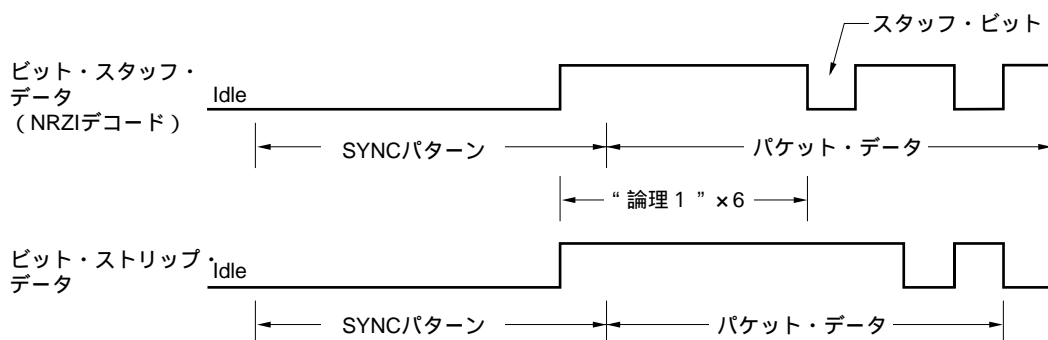 スタッフ・ビット
ビット・スタッフ・
データ
（NRZIデコード）
Idle
SYNCパターン
パケット・データ
“論理１”×6
ビット・ストリップ・
データ
Idle
SYNCパターン
パケット・データ